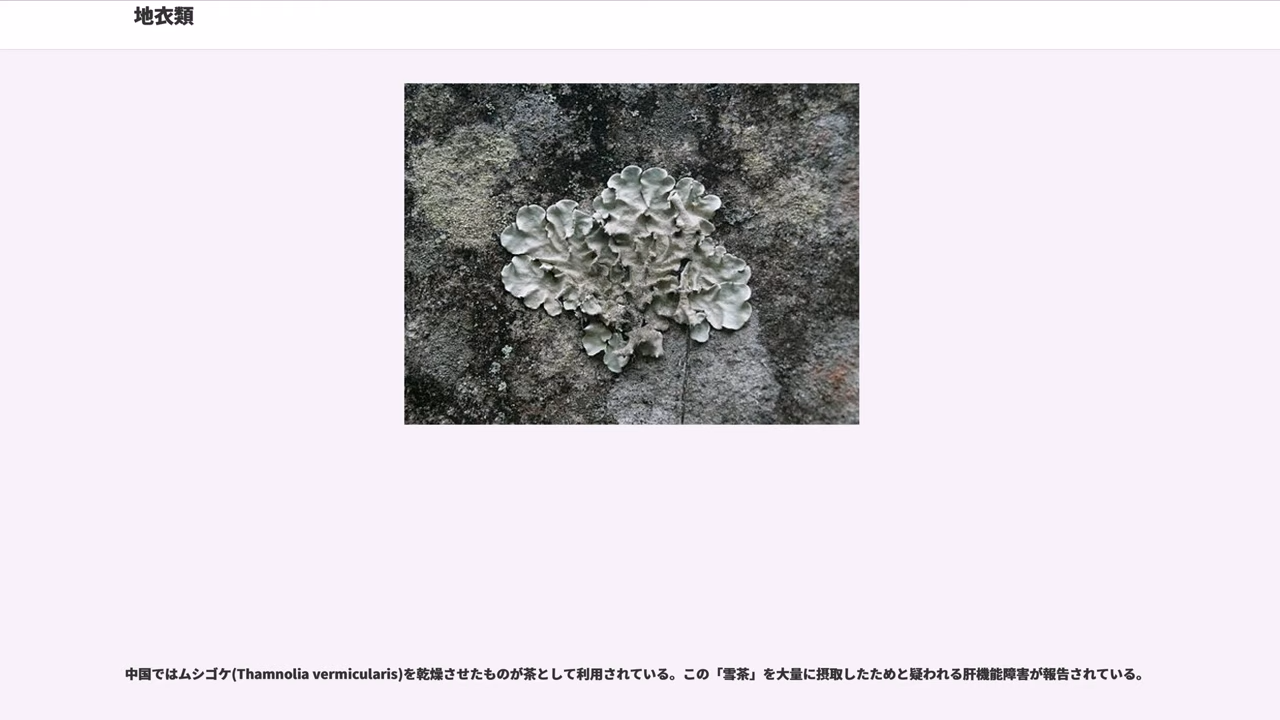 地衣類
中国ではムシゴケ(Thamnolia vermicularis)を乾燥させたものが茶として利用されている。この「雪茶」を大量に摂取したためと疑われる肝機能障害が報告されている。